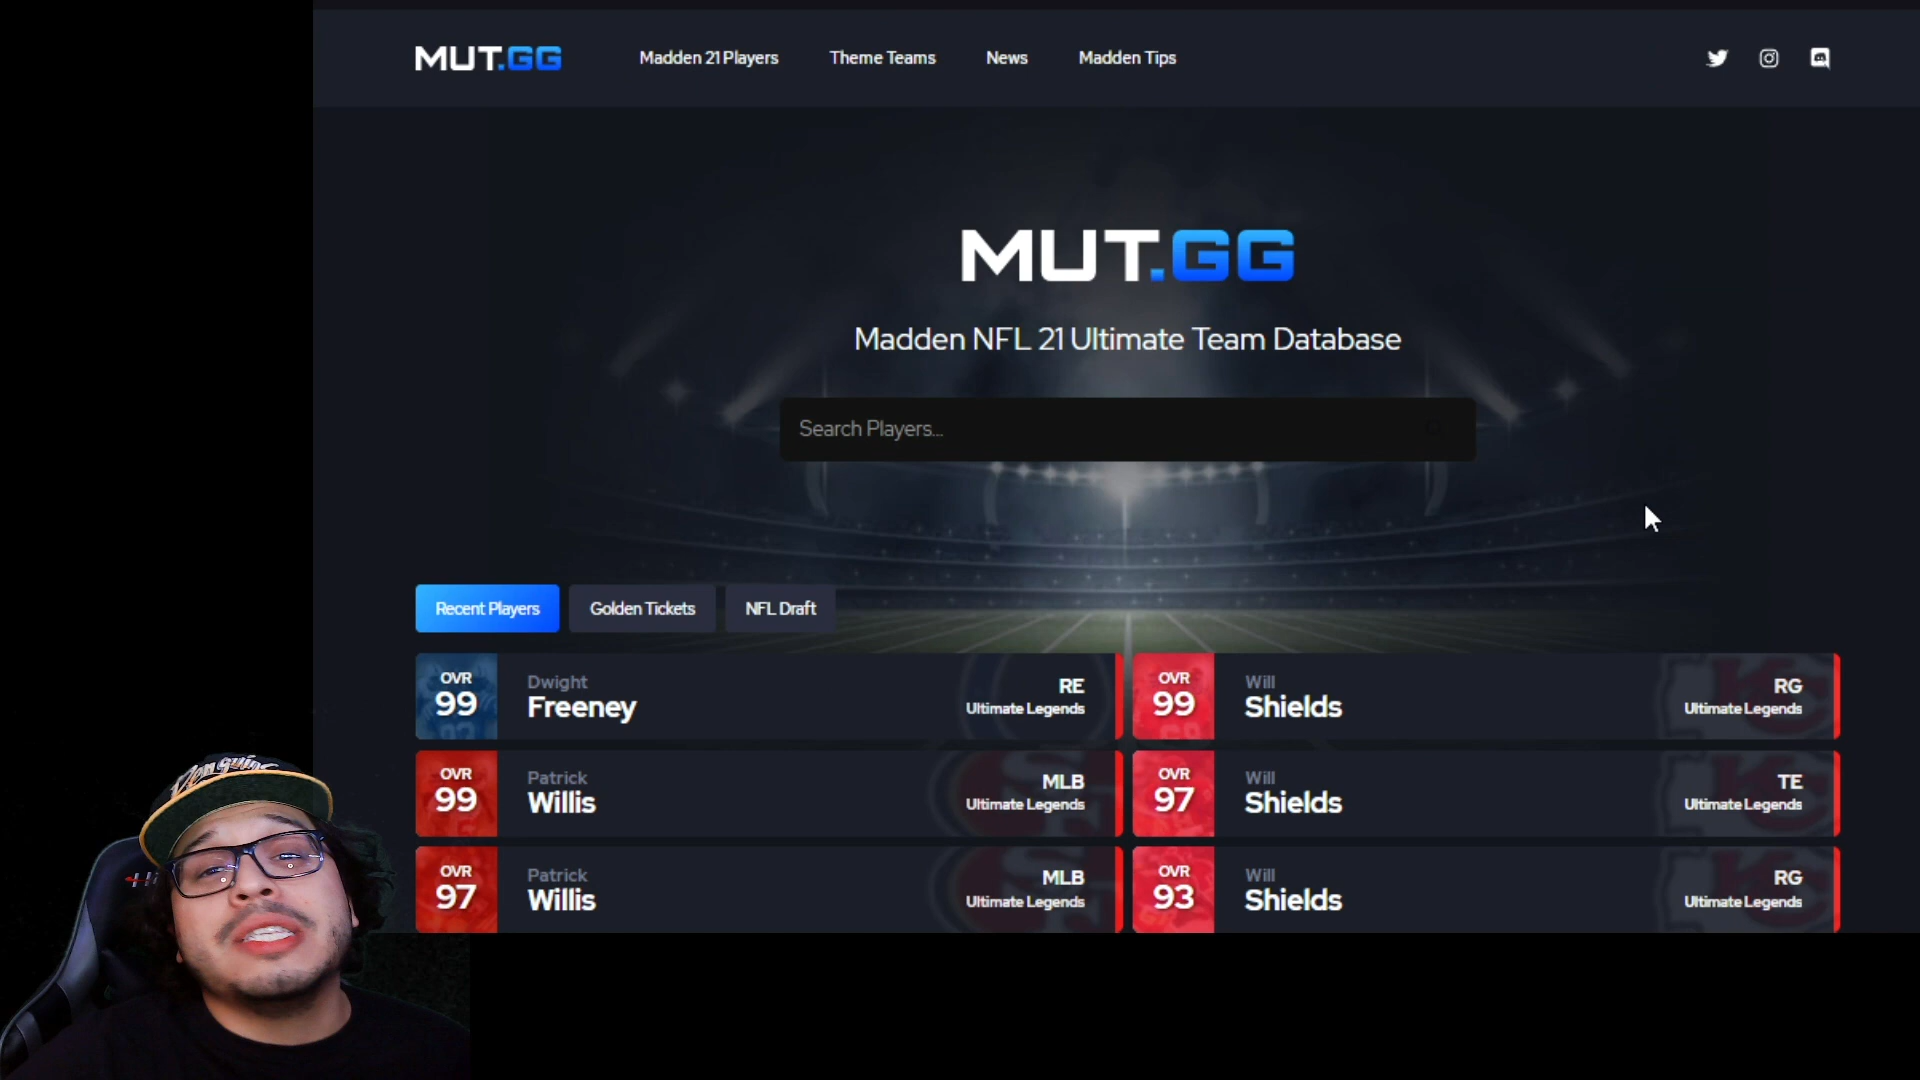 MUT.GG
Madden 21 Players
Theme Teams
News
Madden Tips
MUT.GG
Madden NFL 21 Ultimate Team Database
Search Players...
Recent Players
Golden Tickets
NFL Draft
OVR
99
Dwight
Freeney
RE
Ultimate Legends
OVR
99
Will
Shields
RG
Ultimate Legends
OVR
99
Patrick
Willis
MLB
Ultimate Legends
OVR
97
Will
Shields
TE
Ultimate Legends
OVR
97
Patrick
Willis
MLB
Ultimate Legends
OVR
93
Will
Shields
RG
Ultimate Legends
Penguins